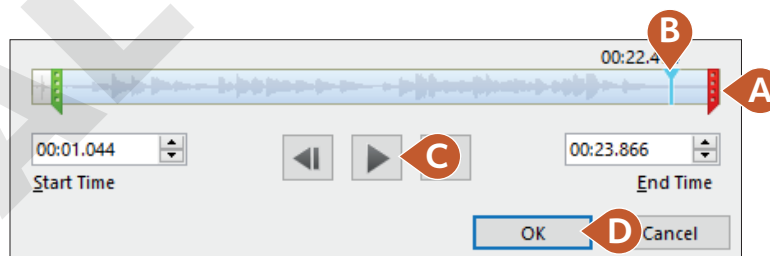 B
00:22.4
A
00:01.044
C
00:23.866
Start Time
End Time
OK
D
Cancel